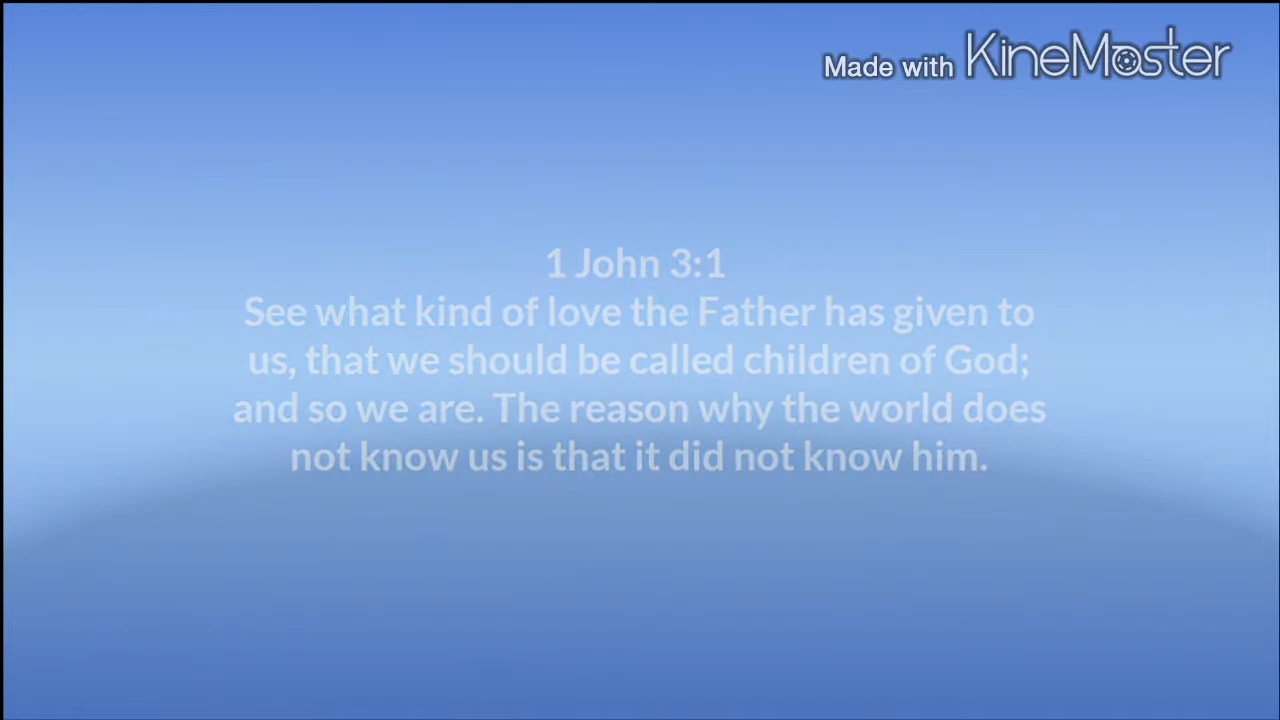 Made with KineMaster
1 John 3:1
See what kind of love the Father has given to
us, that we should be called children of God;
and so we are. The reason why the world does
not know us is that it did not know him.